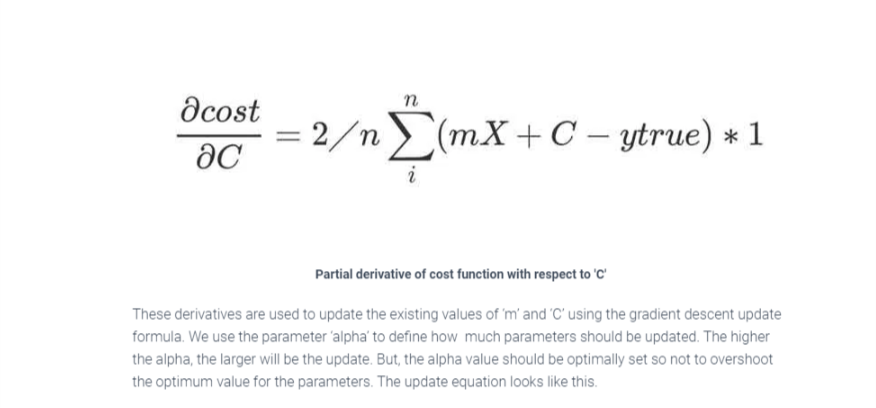 ∂cost/∂C = 2/n n∑i (mX + C − ytrue) ∗ 1
Partial derivative of cost function with respect to 'C'
These derivatives are used to update the existing values of 'm' and 'C' using the gradient descent update
formula. We use the parameter 'alpha' to define how  much parameters should be updated. The higher
the alpha, the larger will be the update. But, the alpha value should be optimally set so not to overshoot
the optimum value for the parameters. The update equation looks like this.